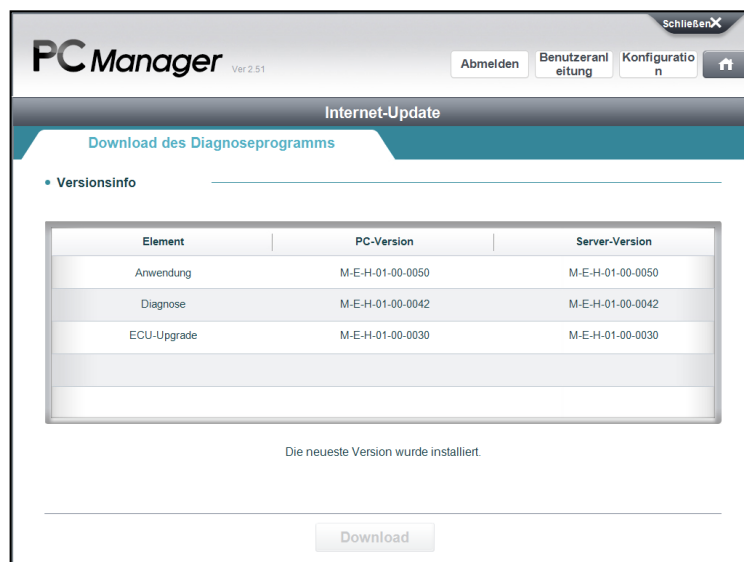 Schließen X
PC Manager Ver 2.51
Abmelden Benutzeranl Konfiguratio
eitung n
Internet-Update
Download des Diagnoseprogramms
• Versionsinfo
Element PC-Version Server-Version
Anwendung M-E-H-01-00-0050 M-E-H-01-00-0050
Diagnose M-E-H-01-00-0042 M-E-H-01-00-0042
ECU-Upgrade M-E-H-01-00-0030 M-E-H-01-00-0030
Die neueste Version wurde installiert.
Download